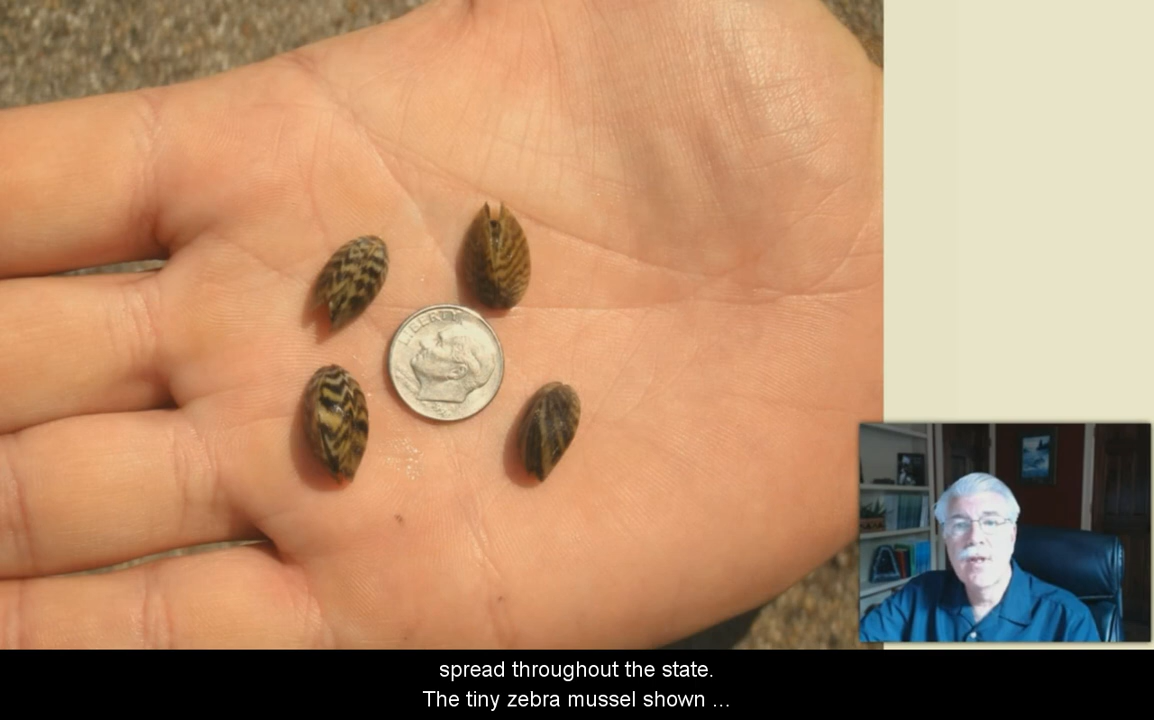 LIBERTY
spread throughout the state.
The tiny zebra mussel shown ...